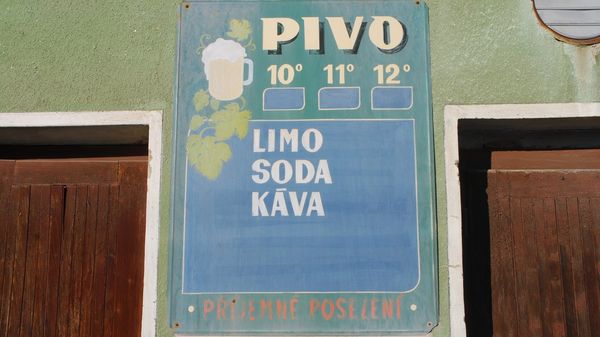 PIVO
10° 11° 12°
LIMO
SODA
KÁVA
• PŘÍJEMNÉ POSEZENÍ •